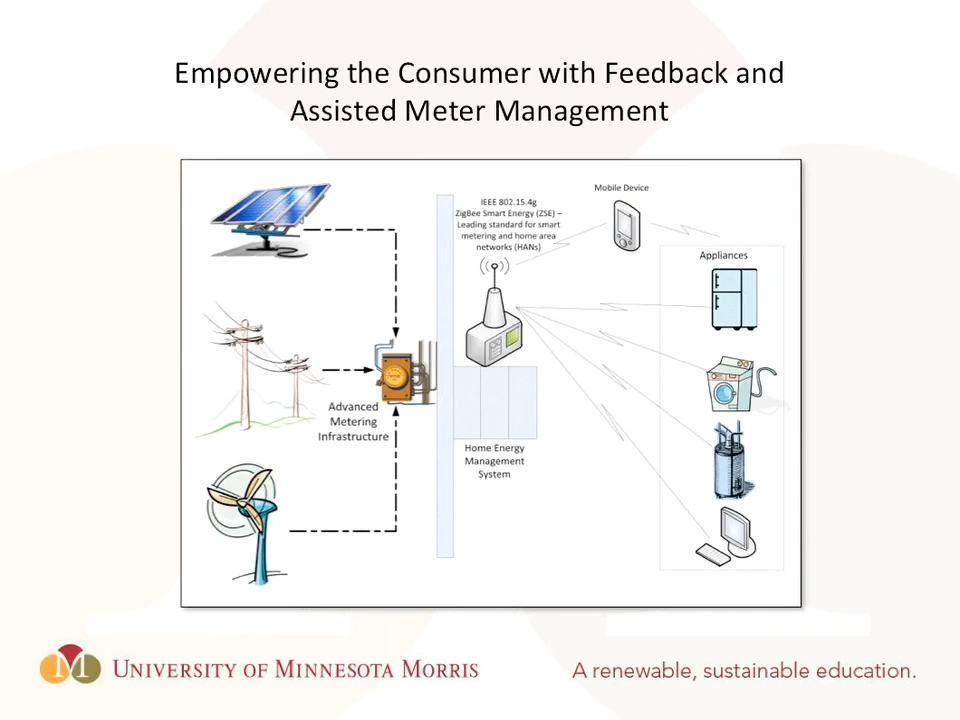 Empowering the Consumer with Feedback and
Assisted Meter Management
IEEE 802.15.4g
ZigBee Smart Energy (ZSE) –
Leading standard for smart
metering and home area
networks (HANs)
Mobile Device
Appliances
Advanced
Metering
Infrastructure
Home Energy
Management
System
M
UNIVERSITY OF MINNESOTA MORRIS
A renewable, sustainable education.